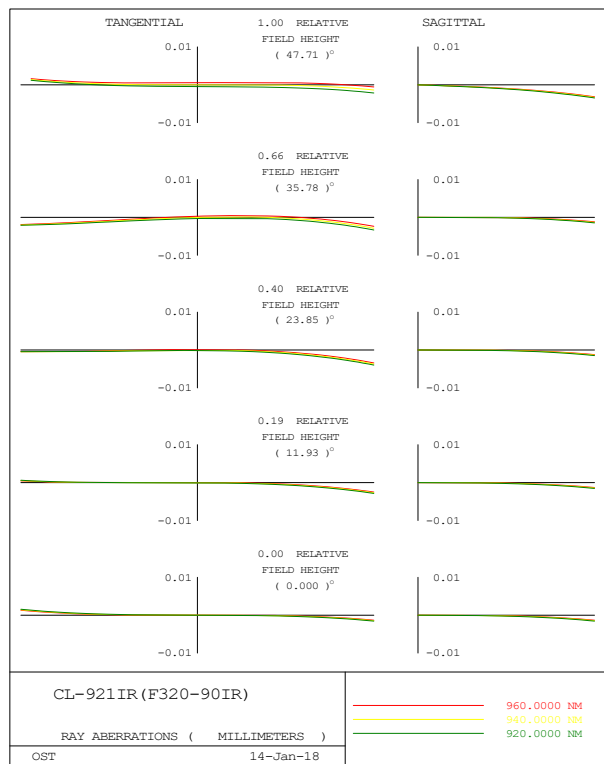 TANGENTIAL 1.00 RELATIVE SAGITTAL
FIELD HEIGHT
( 47.71 )°
0.01 0.01
-0.01 -0.01
0.66 RELATIVE
FIELD HEIGHT
( 35.78 )°
0.01 0.01
-0.01 -0.01
0.40 RELATIVE
FIELD HEIGHT
( 23.85 )°
0.01 0.01
-0.01 -0.01
0.19 RELATIVE
FIELD HEIGHT
( 11.93 )°
0.01 0.01
-0.01 -0.01
0.00 RELATIVE
FIELD HEIGHT
( 0.000 )°
0.01 0.01
-0.01 -0.01
CL-921IR(F320-90IR)
RAY ABERRATIONS ( MILLIMETERS )
OST 14-Jan-18
960.0000 NM
940.0000 NM
920.0000 NM